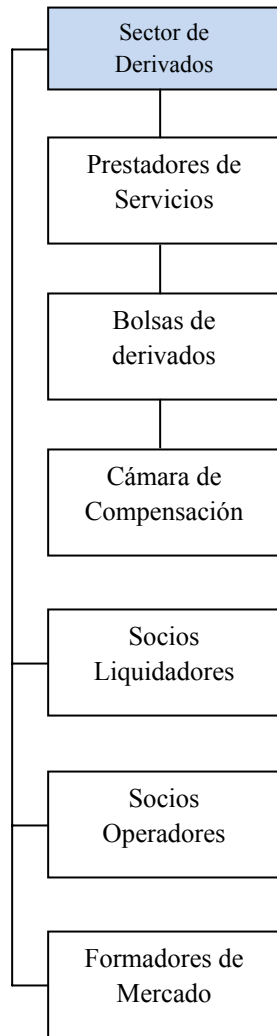 Sector de
Derivados
Prestadores de
Servicios
Bolsas de
derivados
Cámara de
Compensación
Socios
Liquidadores
Socios
Operadores
Formadores de
Mercado